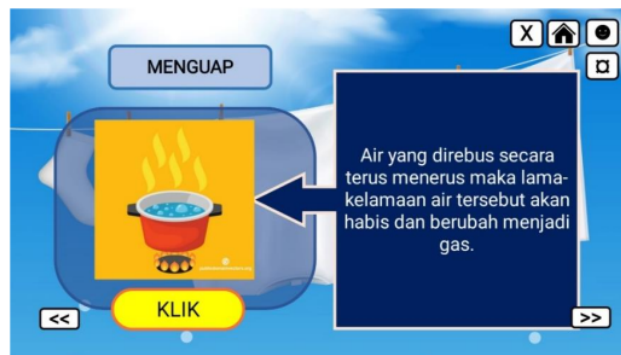 MENGUAP
X
Air yang direbus secara
terus menerus maka lama-
kelamaan air tersebut akan
habis dan berubah menjadi
gas.
KLIK
<<
>>